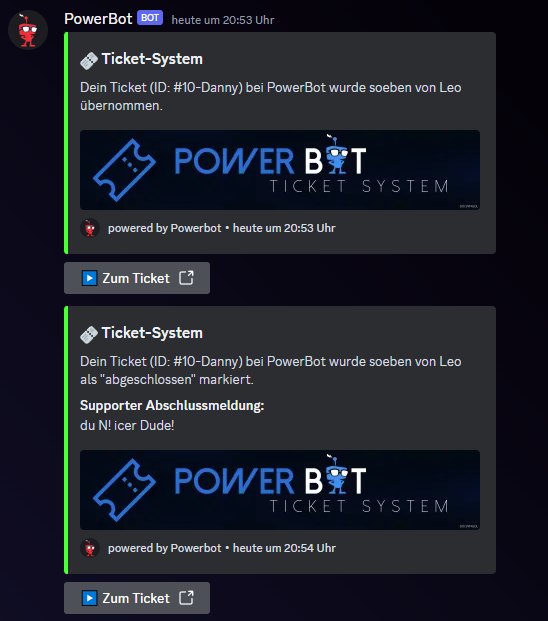 PowerBot BOT heute um 20:53 Uhr
Ticket-System
Dein Ticket (ID: #10-Danny) bei PowerBot wurde soeben von Leo
übernommen.
POWER BOT
TICKET SYSTEM
powered by Powerbot • heute um 20:53 Uhr
Zum Ticket
Ticket-System
Dein Ticket (ID: #10-Danny) bei PowerBot wurde soeben von Leo
als "abgeschlossen" markiert.
Supporter Abschlussmeldung:
du N! icer Dude!
POWER BOT
TICKET SYSTEM
powered by Powerbot • heute um 20:54 Uhr
Zum Ticket